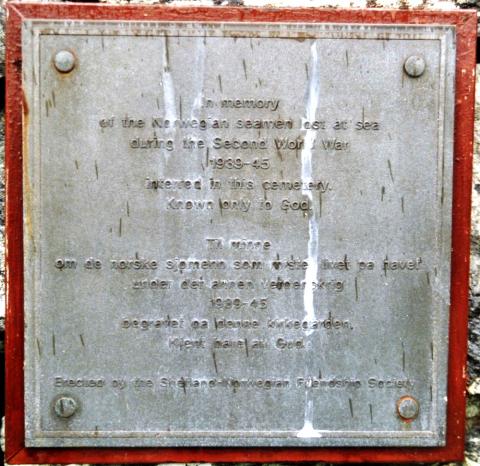 In memory
of the Norwegian seamen lost at sea
during the Second World War
1939-45
interred in this cemetery.
Known only to God.
Til minne
om de norske sjømenn som mistet livet på havet
under det annen verdenskrig
1939-45
begravet på denne kirkegården.
Kjent bare av Gud.
Erected by the Shetland-Norwegian Friendship Society